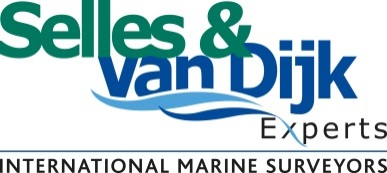 Selles &
van Dijk
Experts
INTERNATIONAL MARINE SURVEYORS